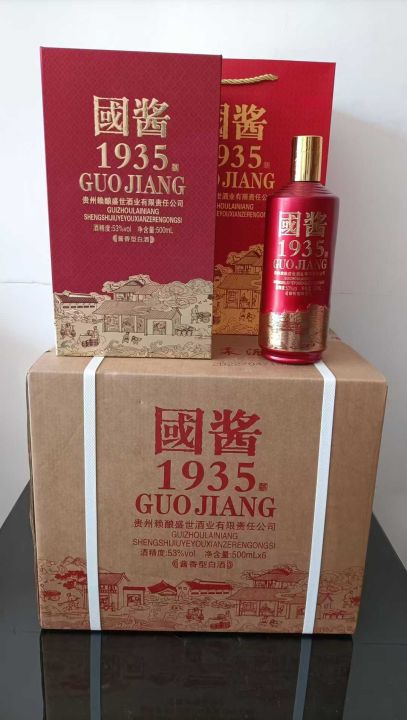 國酱
1935
GUO JIANG
贵州赖酿盛世酒业有限责任公司
GUIZHOULAINIANG
SHENGSHIJIUYEYOUXIANZERENGONGSI
酒精度:53%vol 净含量:500mL
《酱香型白酒》
國酱
1935
GUO JIANG
國酱
1935
GUOJIANG
國酱
1935
GUO JIANG
贵州赖酿盛世酒业有限责任公司
GUIZHOULAINIANG
SHENGSHJIUYEYOUXIANZERENGONGSI
酒精度:53%vol 净含量:500mLx6
《酱香型白酒》